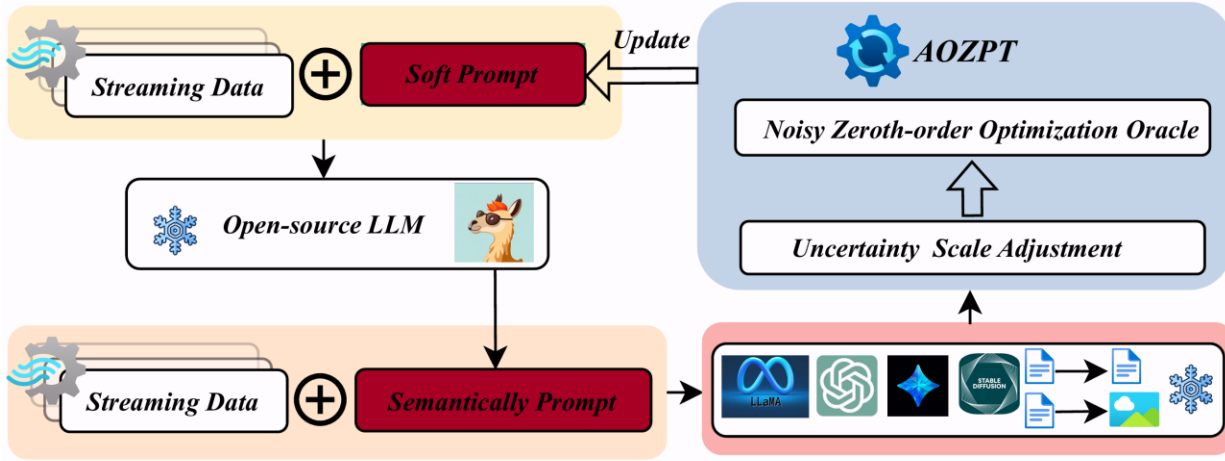 Streaming Data
Soft Prompt
Update
AOZPT
Noisy Zeroth-order Optimization Oracle
Uncertainty Scale Adjustment
Open-source LLM
Streaming Data
Semantically Prompt
LLaMA
STABLE
DIFFUSION